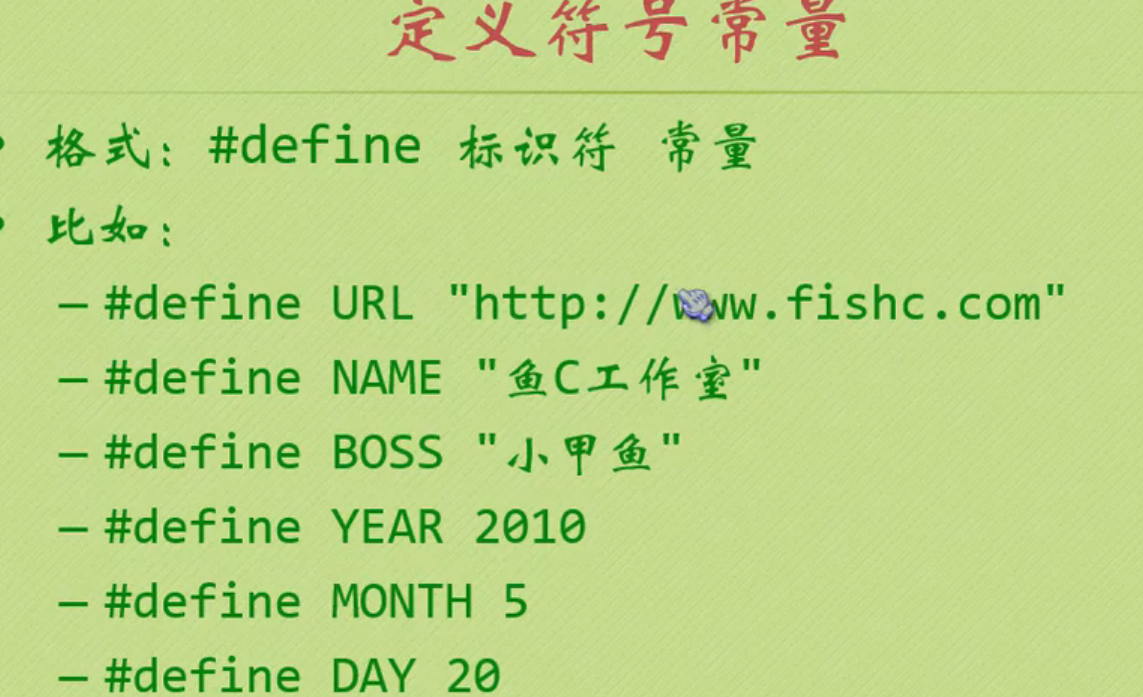 定义符号常量
格式：#define 标识符 常量
比如：
– #define URL "http://www.fishc.com"
– #define NAME "鱼C工作室"
– #define BOSS "小甲鱼"
– #define YEAR 2010
– #define MONTH 5
– #define DAY 20